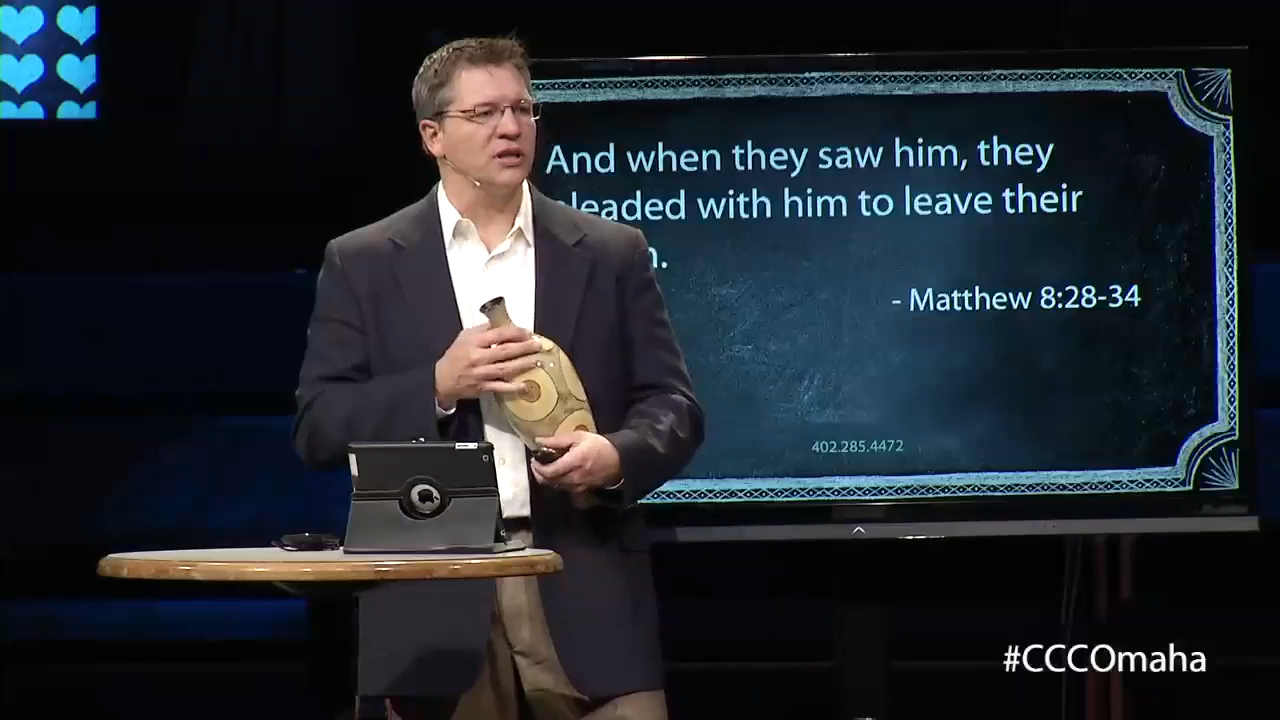 And when they saw him, they
leaded with him to leave their
n.
- Matthew 8:28-34
402.285.4472
#CCCOmaha